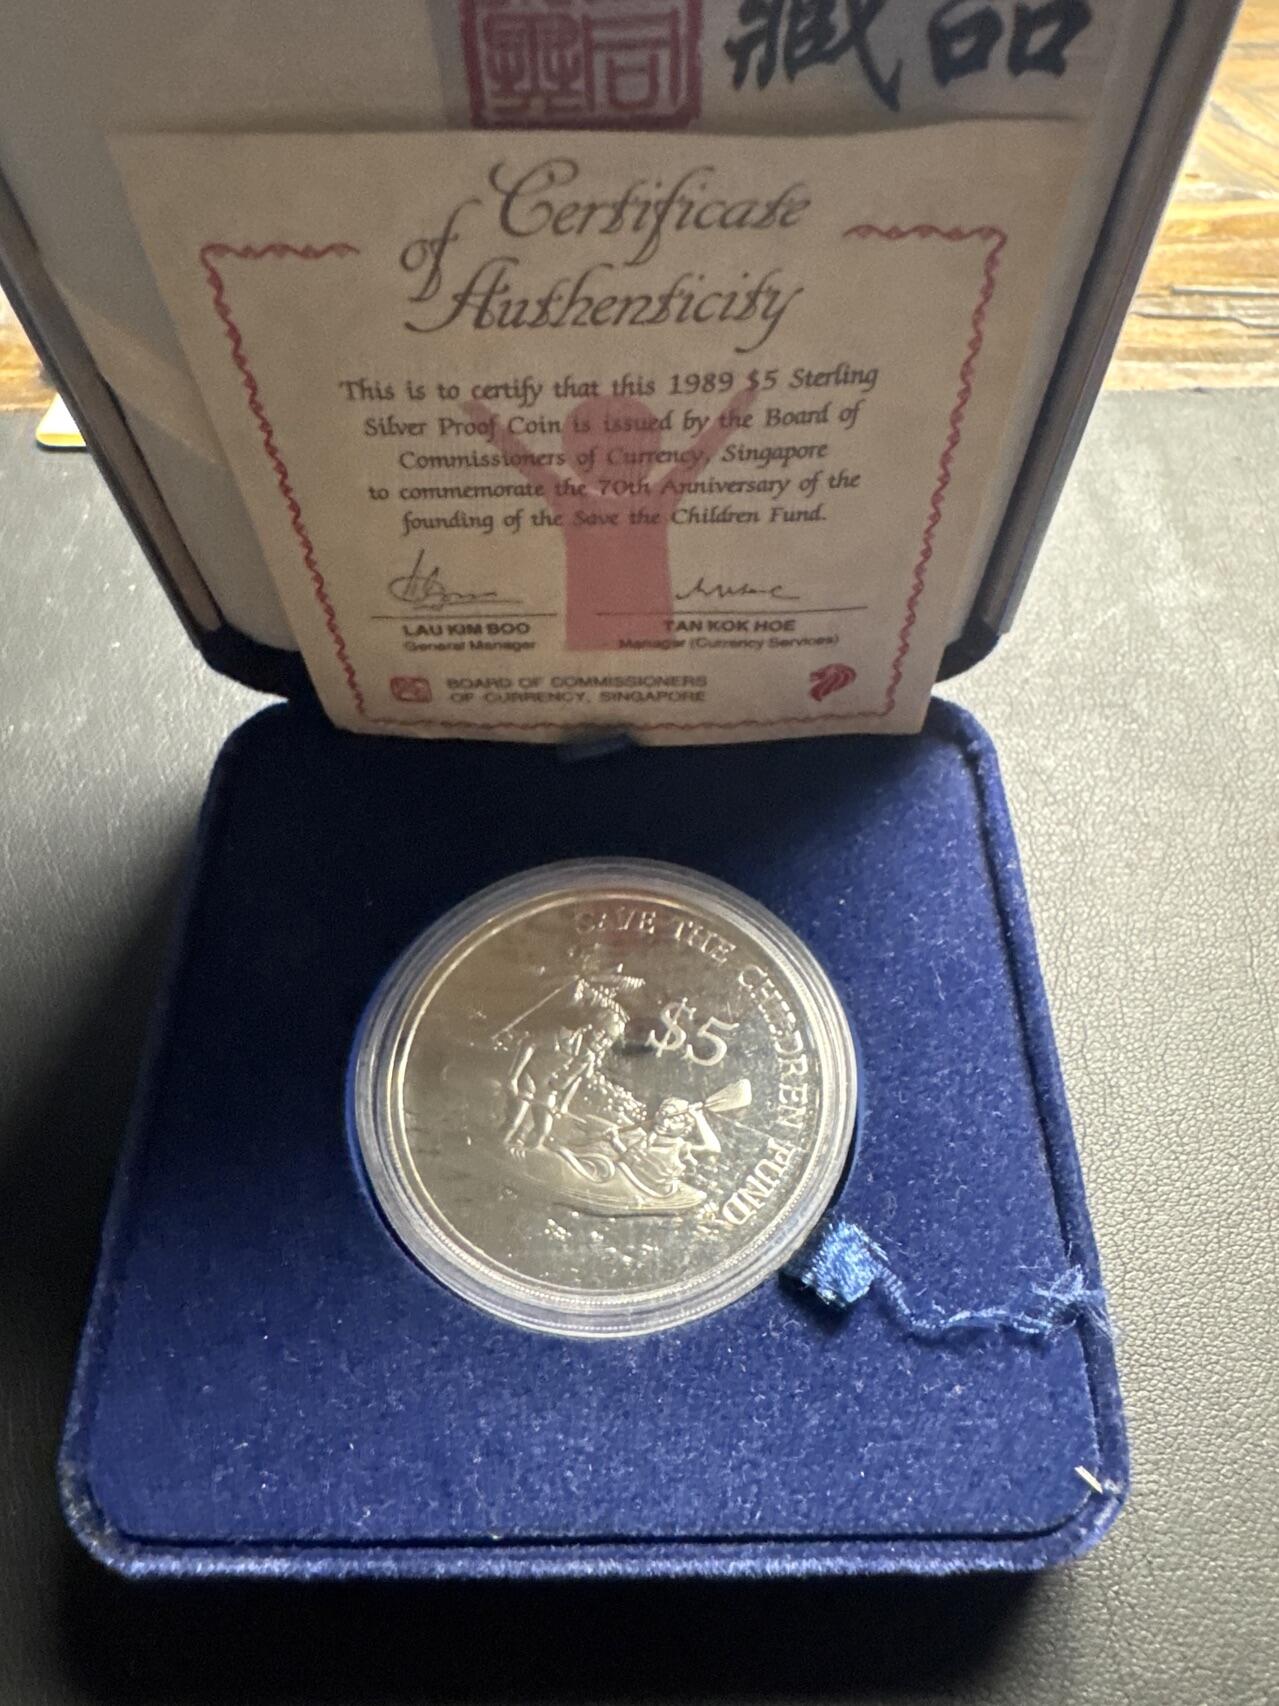 藏品
Certificate
of
Authenticity
This is to certify that this 1989 $5 Sterling
Silver Proof Coin is issued by the Board of
Commissioners of Currency, Singapore
to commemorate the 70th Anniversary of the
founding of the Save the Children Fund.
LAU KIM BOO
General Manager
TAN KOK HOE
Manager (Currency Services)
BOARD OF COMMISSIONERS
OF CURRENCY, SINGAPORE
SAVE THE CHILDREN FUND
$5